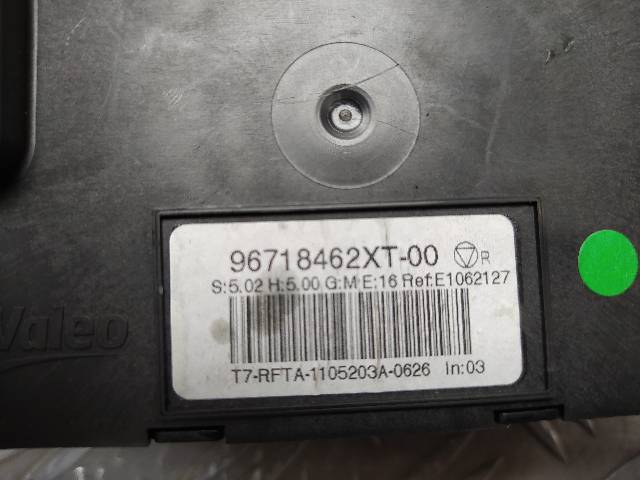 96718462XT-00 R
S:5.02 H:5.00 G:M E:16 Ref:E1062127
Valeo
T7-RFTA-1105203A-0626 In:03